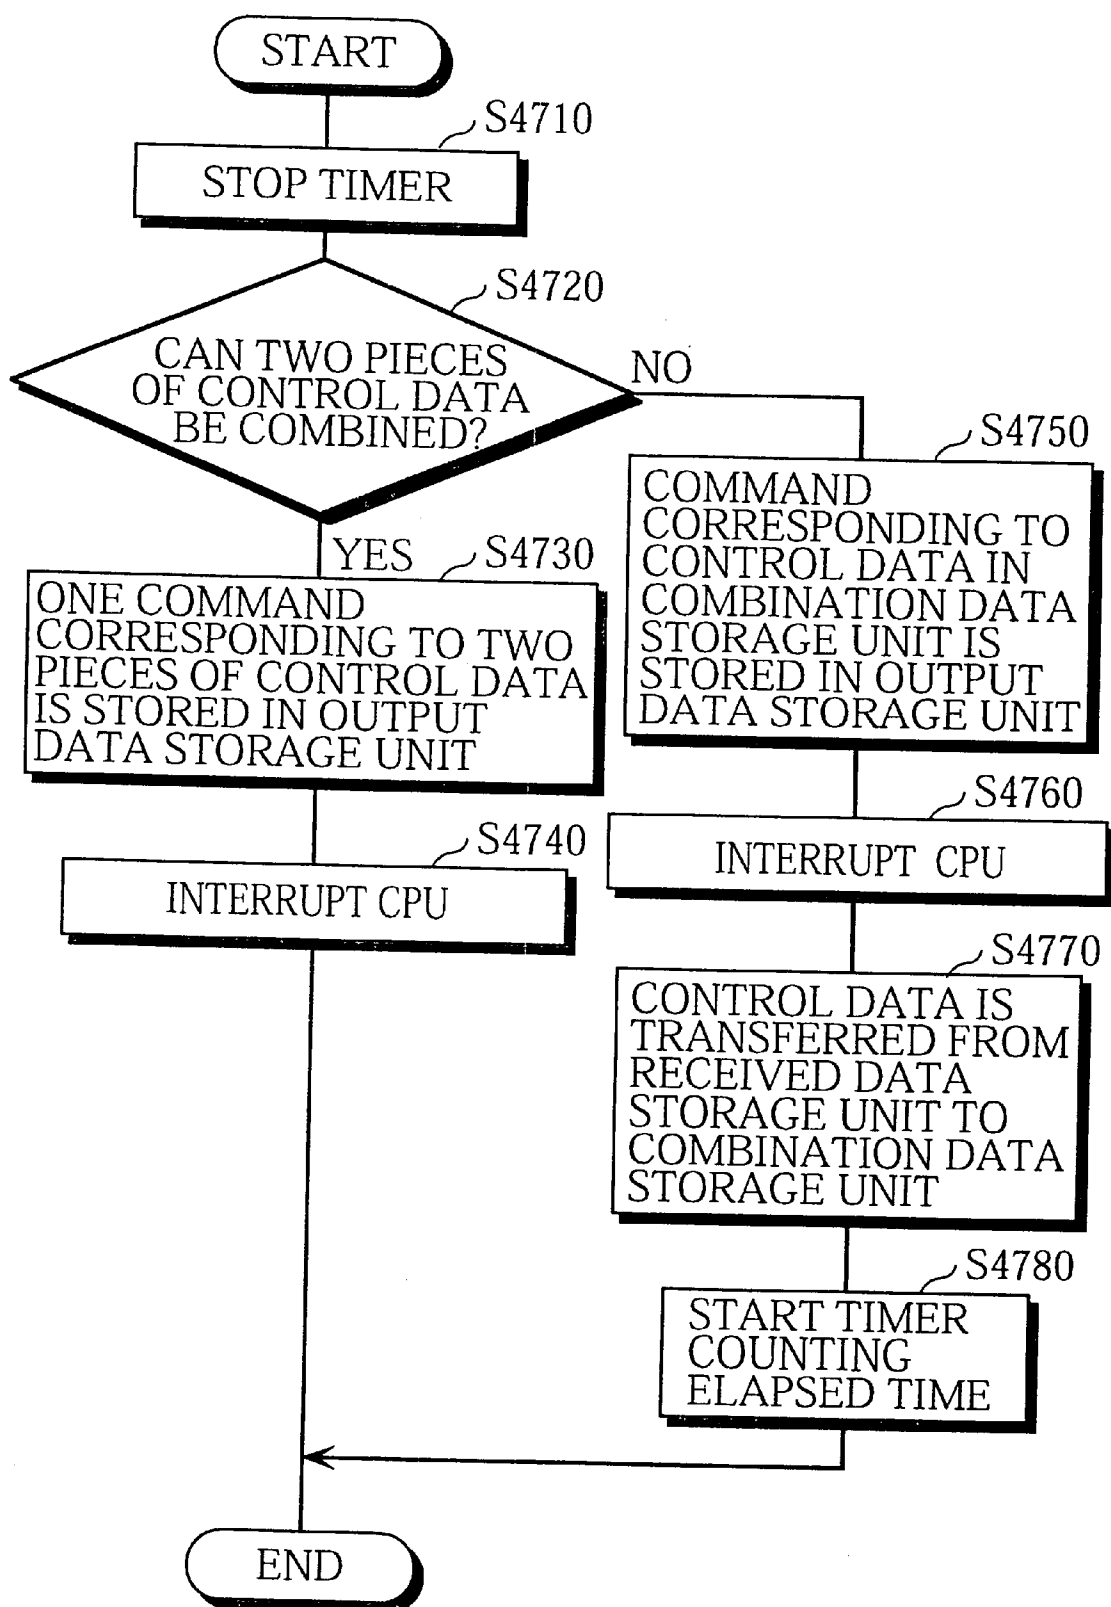 START
S4710
STOP TIMER
S4720
CAN TWO PIECES
OF CONTROL DATA
BE COMBINED?
NO
YES
S4730
ONE COMMAND
CORRESPONDING TO TWO
PIECES OF CONTROL DATA
IS STORED IN OUTPUT
DATA STORAGE UNIT
S4740
INTERRUPT CPU
S4750
COMMAND
CORRESPONDING TO
CONTROL DATA IN
COMBINATION DATA
STORAGE UNIT IS
STORED IN OUTPUT
DATA STORAGE UNIT
S4760
INTERRUPT CPU
S4770
CONTROL DATA IS
TRANSFERRED FROM
RECEIVED DATA
STORAGE UNIT TO
COMBINATION DATA
STORAGE UNIT
S4780
START TIMER
COUNTING
ELAPSED TIME
END